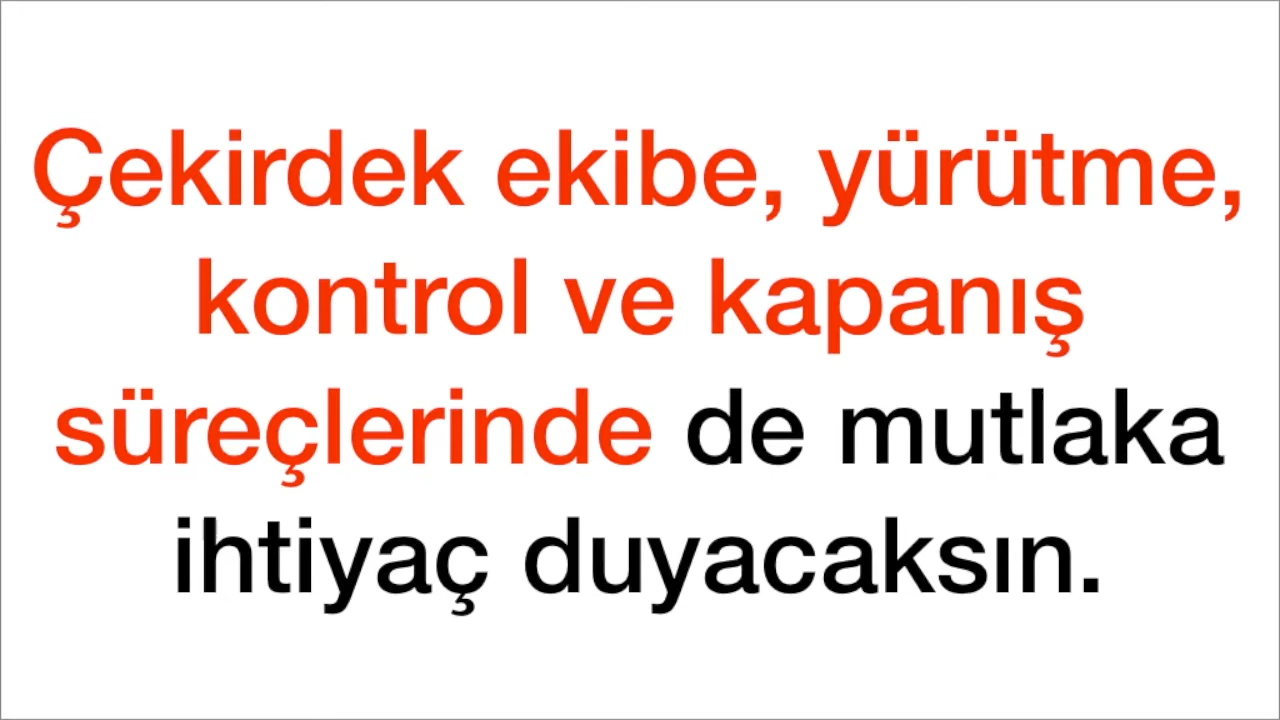 Çekirdek ekibe, yürütme,
kontrol ve kapanış
süreçlerinde de mutlaka
ihtiyaç duyacaksın.